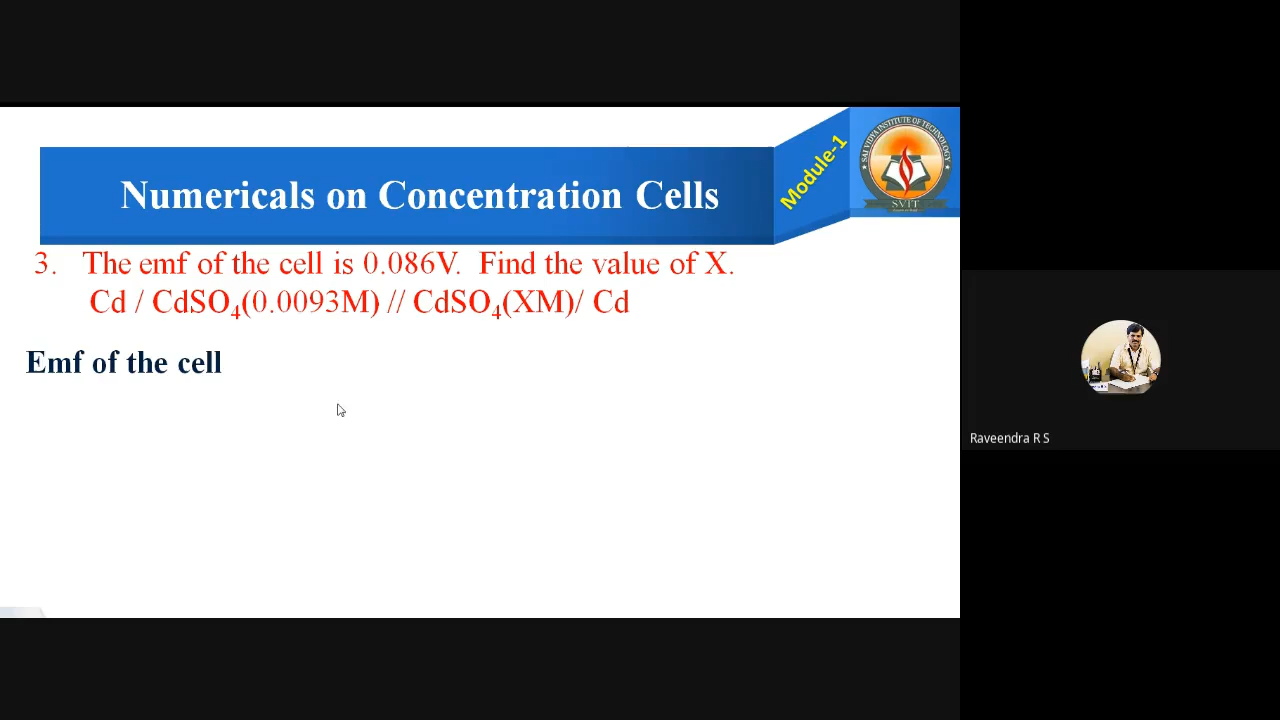 SAI VIDYA INSTITUTE OF TECHNOLOGY
SVIT
Module-1
Numericals on Concentration Cells
3. The emf of the cell is 0.086V. Find the value of X.
Cd / CdSO₄(0.0093M) // CdSO₄(XM)/ Cd
Emf of the cell
Raveendra R S